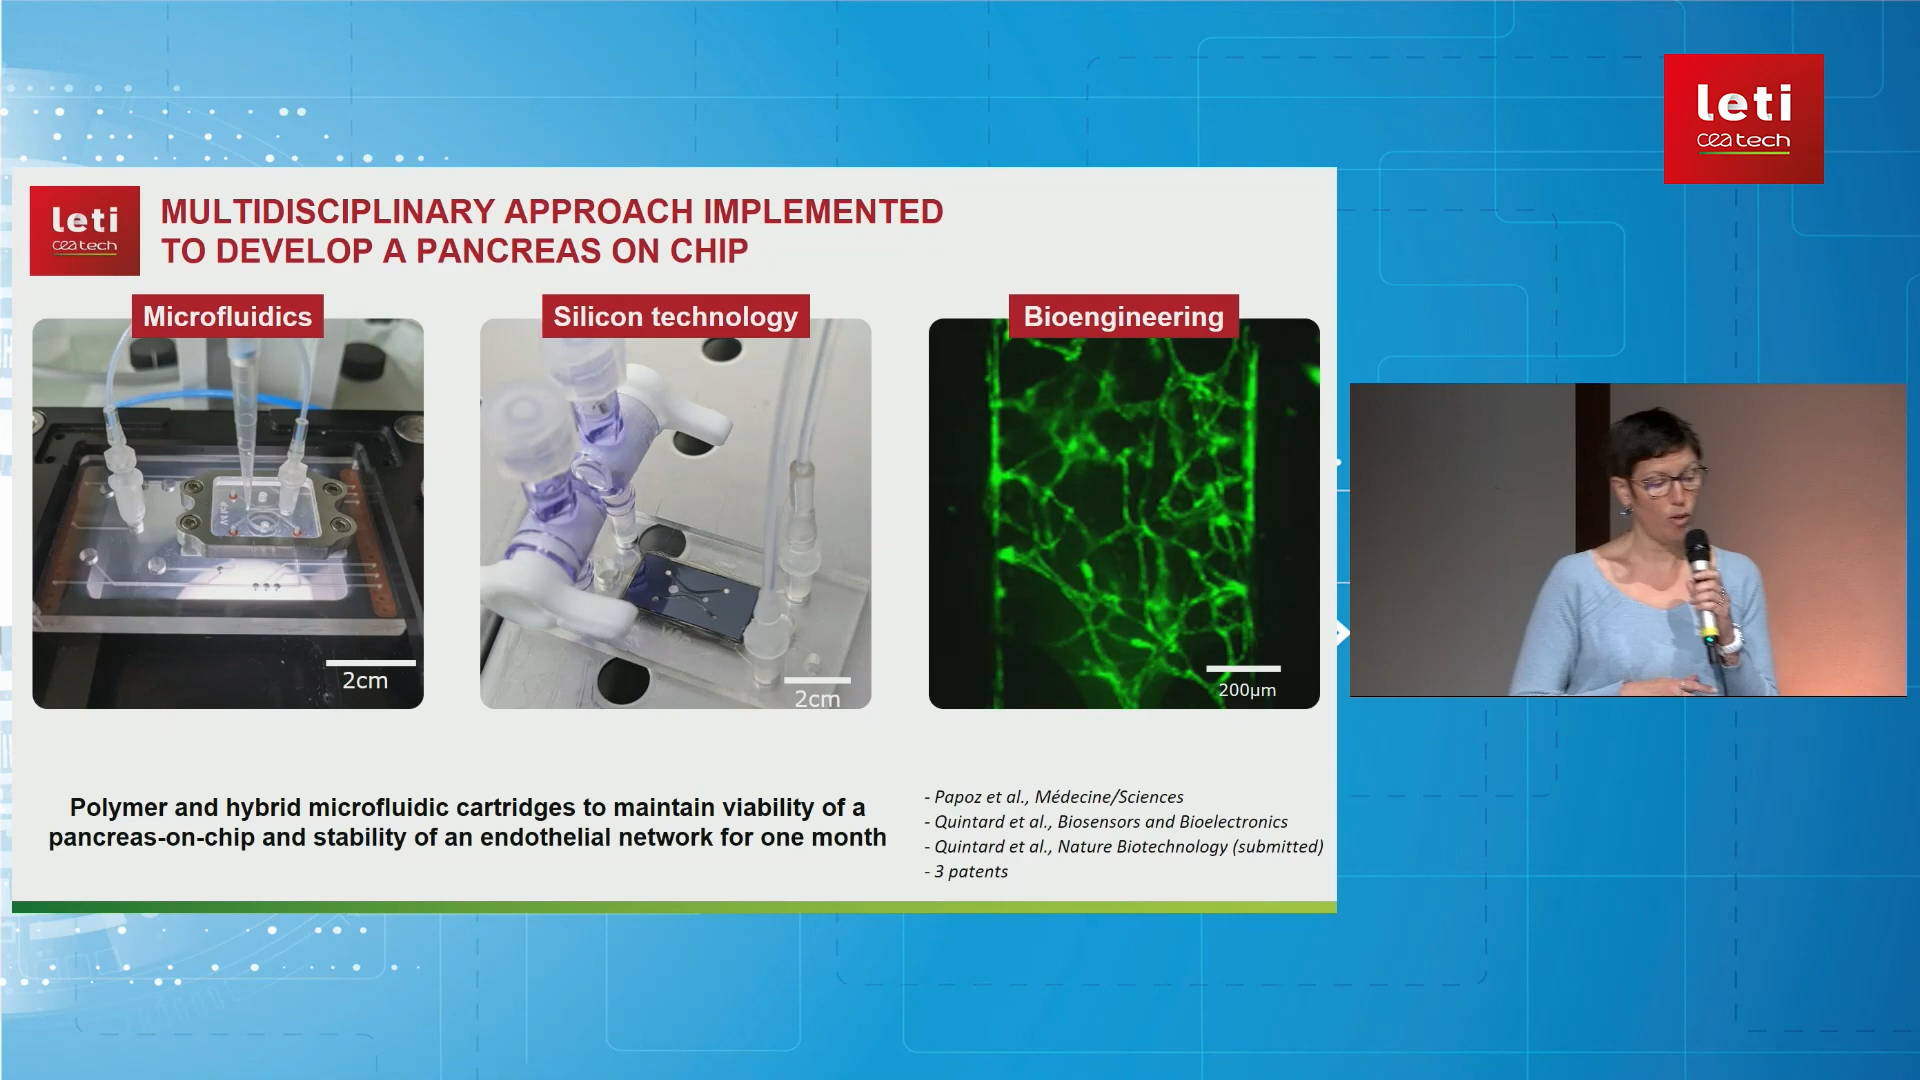 leti
cea tech
leti
cea tech
MULTIDISCIPLINARY APPROACH IMPLEMENTED
TO DEVELOP A PANCREAS ON CHIP
Microfluidics
Silicon technology
Bioengineering
2cm
2cm
200µm
Polymer and hybrid microfluidic cartridges to maintain viability of a
pancreas-on-chip and stability of an endothelial network for one month
- Papoz et al., Médecine/Sciences
- Quintard et al., Biosensors and Bioelectronics
- Quintard et al., Nature Biotechnology (submitted)
- 3 patents